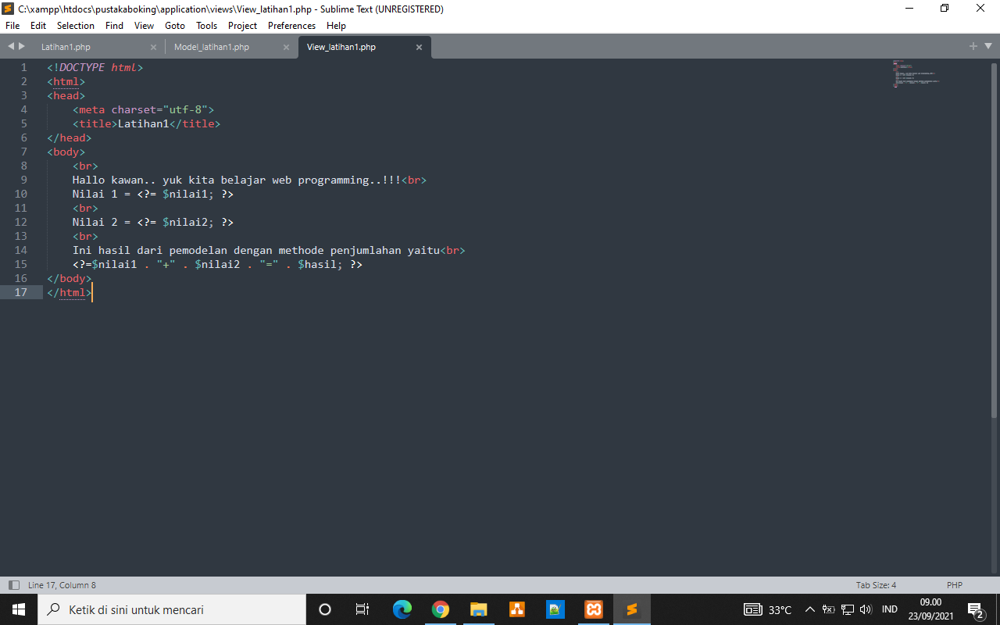 C:\xampp\htdocs\pustakaboking\application\views\View_latihan1.php - Sublime Text (UNREGISTERED)
File Edit Selection Find View Goto Tools Project Preferences Help
Latihan1.php Model_latihan1.php View_latihan1.php
1 <!DOCTYPE html>
2 <html>
3 <head>
4 <meta charset="utf-8">
5 <title>Latihan1</title>
6 </head>
7 <body>
8 <br>
9 Hallo kawan.. yuk kita belajar web programming..!!!<br>
10 Nilai 1 = <?= $nilai1; ?>
11 <br>
12 Nilai 2 = <?= $nilai2; ?>
13 <br>
14 Ini hasil dari pemodelan dengan methode penjumlahan yaitu<br>
15 <?=$nilai1 . "+" . $nilai2 . "=" . $hasil; ?>
16 </body>
17 </html>
Line 17, Column 8 Tab Size: 4 PHP
Ketik di sini untuk mencari 33°C IND 09.00
23/09/2021 2